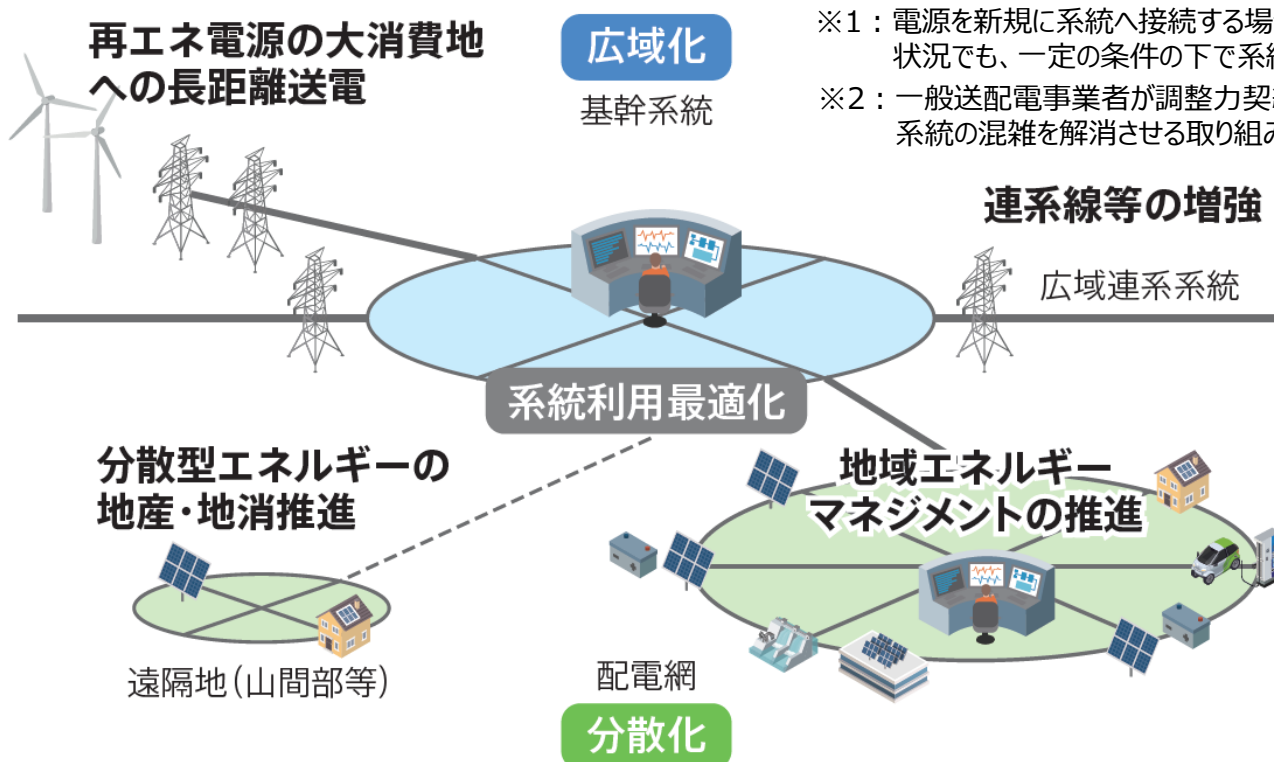 再エネ電源の大消費地
への長距離送電
広域化
基幹系統
※1：電源を新規に系統へ接続する場
状況でも、一定の条件の下で系
※2：一般送配電事業者が調整力契
系統の混雑を解消させる取り組
連系線等の増強
広域連系系統
系統利用最適化
分散型エネルギーの
地産・地消推進
地域エネルギー
マネジメントの推進
遠隔地(山間部等)
配電網
分散化